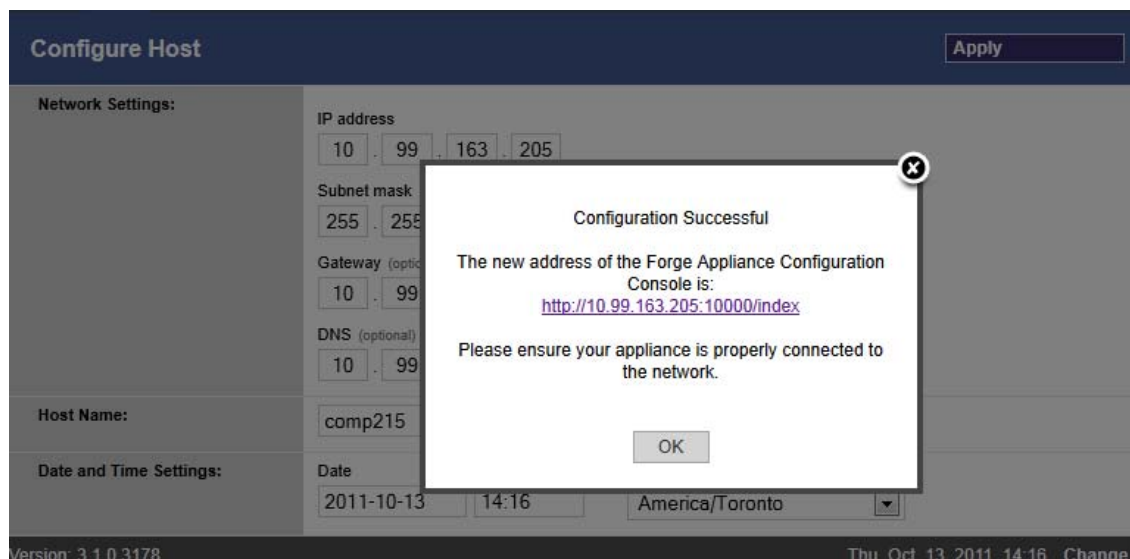 Configure Host
Apply
Network Settings:
IP address
10 . 99 . 163 . 205
Subnet mask
255 . 255
Gateway (optio
10 . 99
DNS (optional)
10 . 99
Configuration Successful
The new address of the Forge Appliance Configuration
Console is:
http://10.99.163.205:10000/index
Please ensure your appliance is properly connected to
the network.
OK
Host Name:
comp215
Date and Time Settings:
Date
2011-10-13 14:16 America/Toronto
Version: 3.1.0.3178 Thu, Oct. 13, 2011 14:16 Change